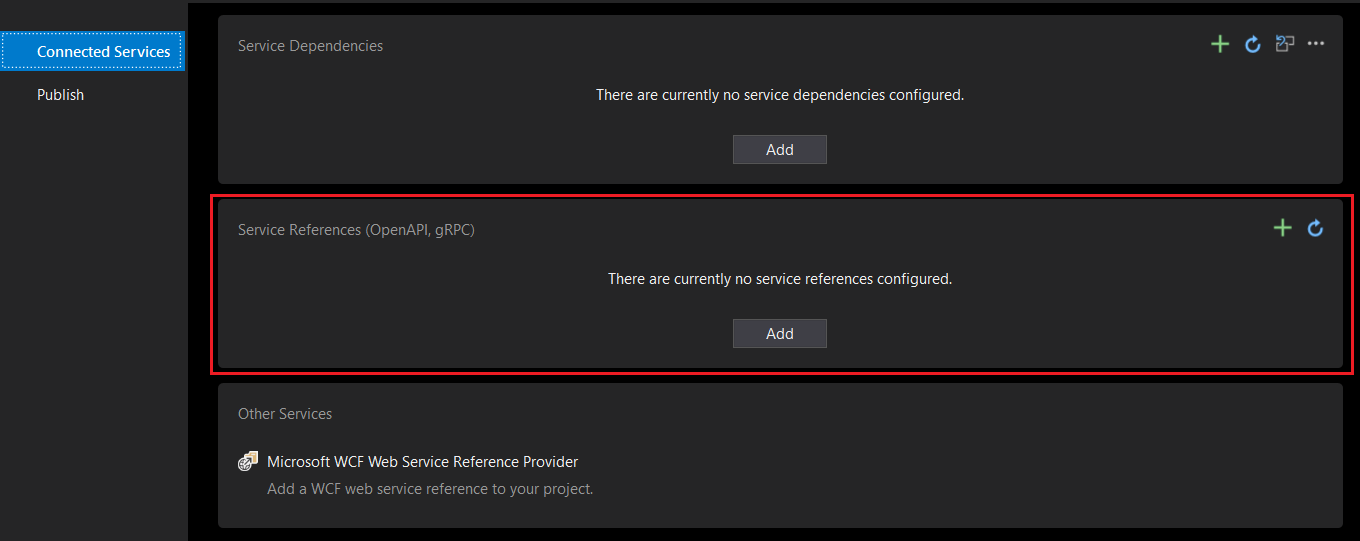 Connected Services
Publish
Service Dependencies
There are currently no service dependencies configured.
Add
Service References (OpenAPI, gRPC)
There are currently no service references configured.
Add
Other Services
Microsoft WCF Web Service Reference Provider
Add a WCF web service reference to your project.